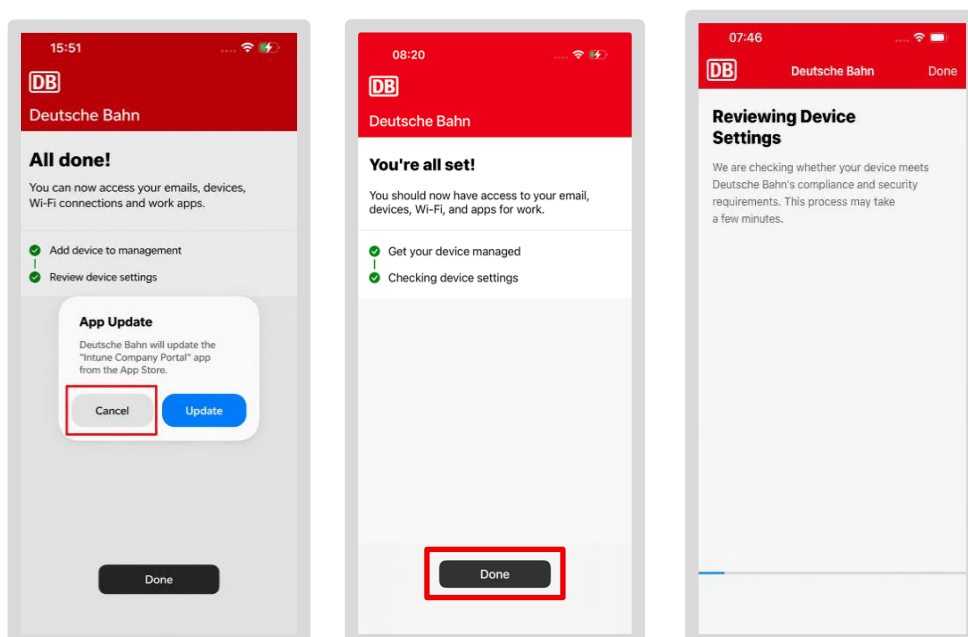 15:51
DB
Deutsche Bahn
All done!
You can now access your emails, devices,
Wi-Fi connections and work apps.
Add device to management
Review device settings
App Update
Deutsche Bahn will update the
"Intune Company Portal" app
from the App Store.
Cancel
Update
Done
08:20
DB
Deutsche Bahn
You're all set!
You should now have access to your email,
devices, Wi-Fi, and apps for work.
Get your device managed
Checking device settings
Done
07:46
DB
Deutsche Bahn
Done
Reviewing Device
Settings
We are checking whether your device meets
Deutsche Bahn's compliance and security
requirements. This process may take
a few minutes.